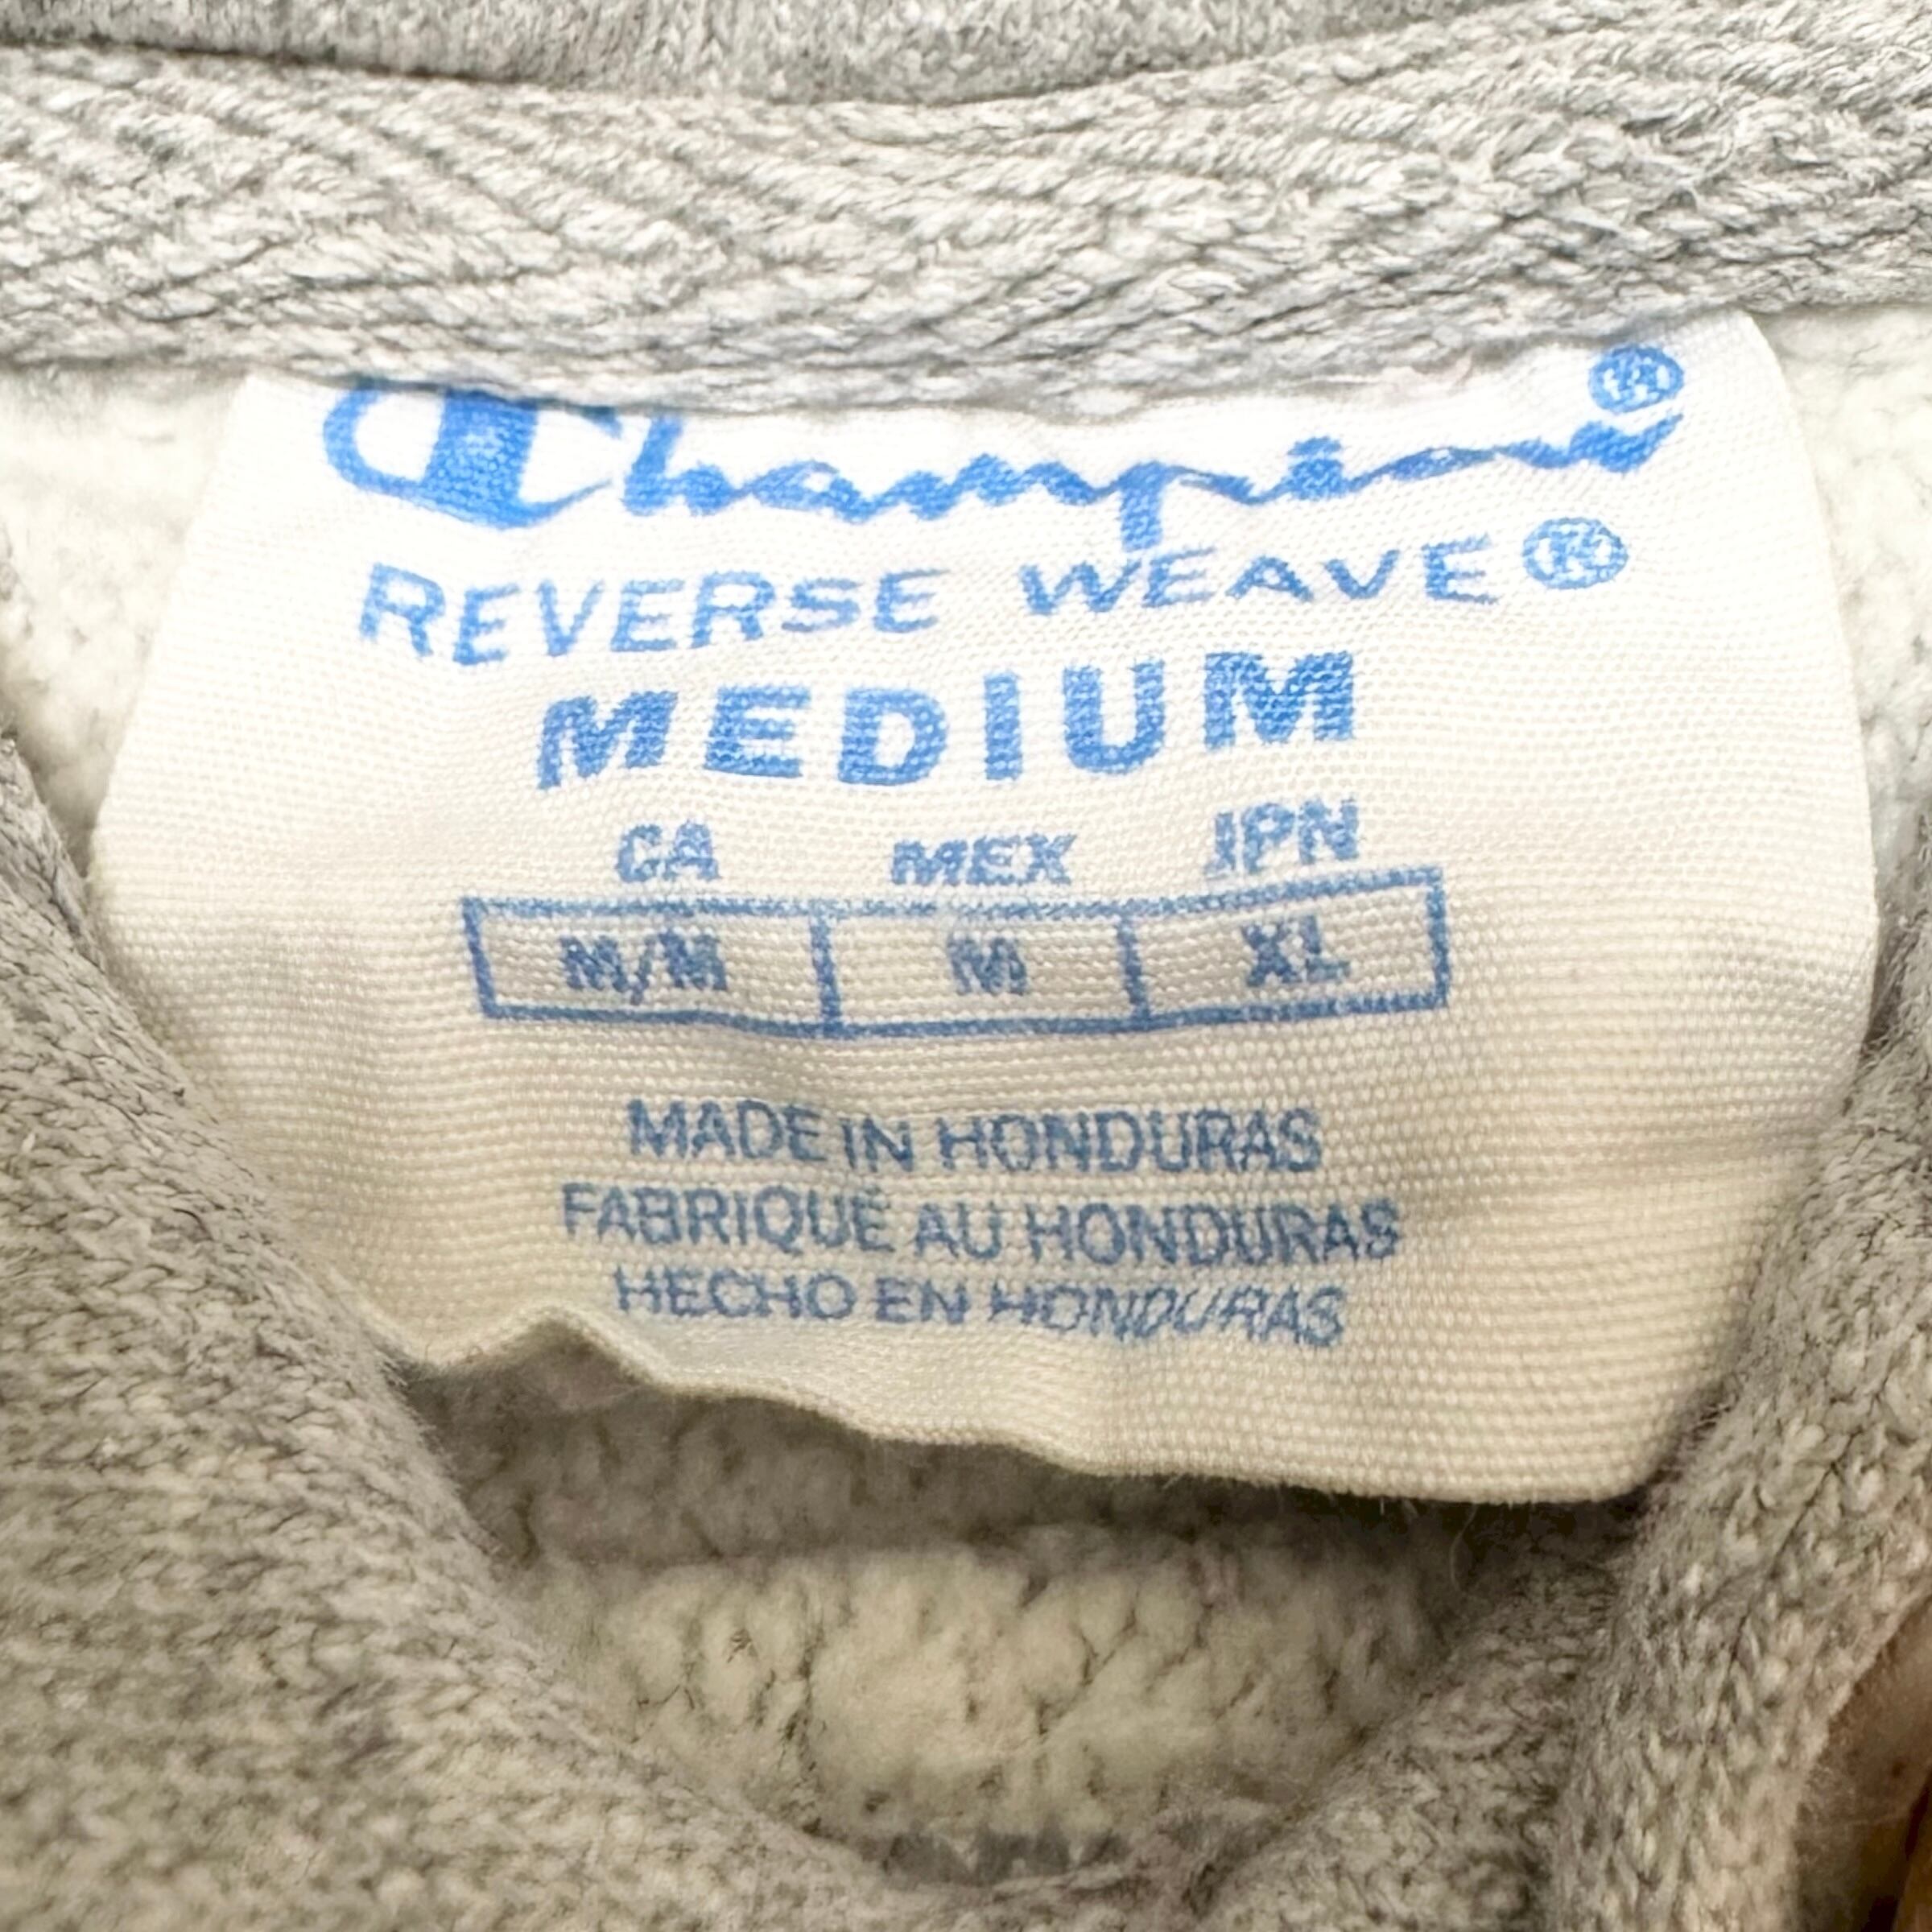 Champion®
REVERSE WEAVE®
MEDIUM
CA MEX JPN
M/M M XL
MADE IN HONDURAS
FABRIQUÉ AU HONDURAS
HECHO EN HONDURAS